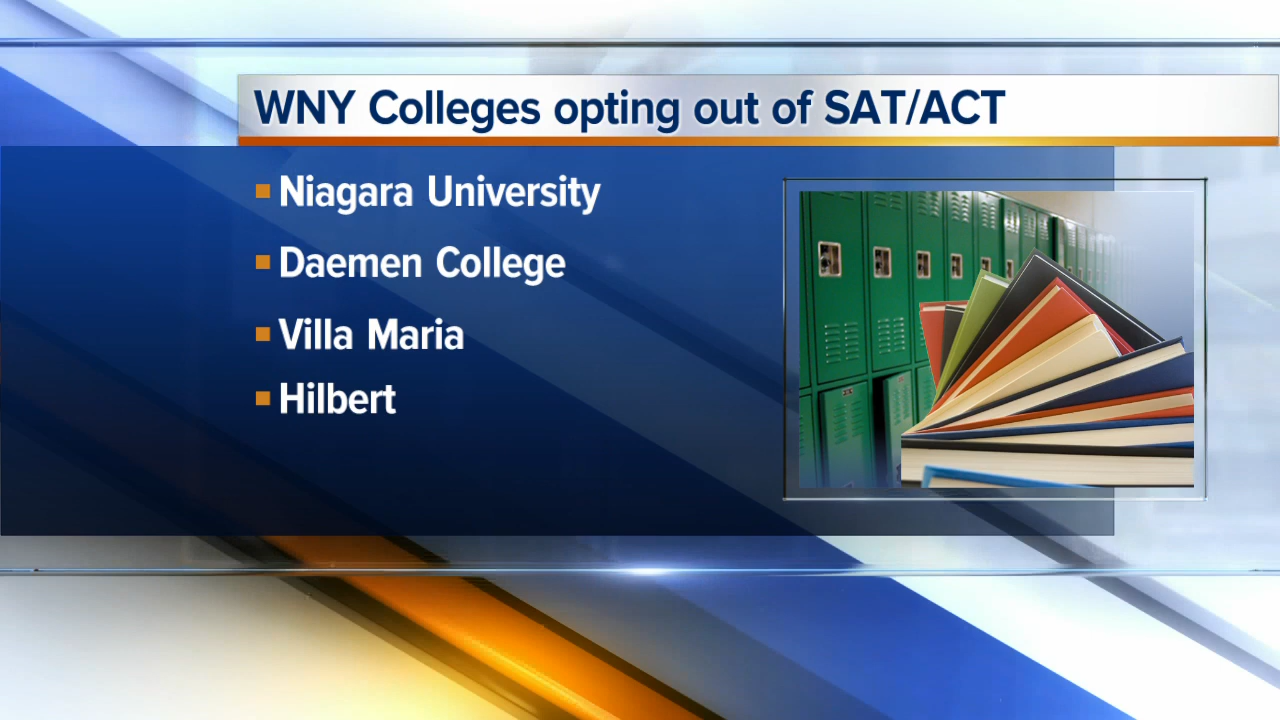 WNY Colleges opting out of SAT/ACT
Niagara University
Daemen College
Villa Maria
Hilbert